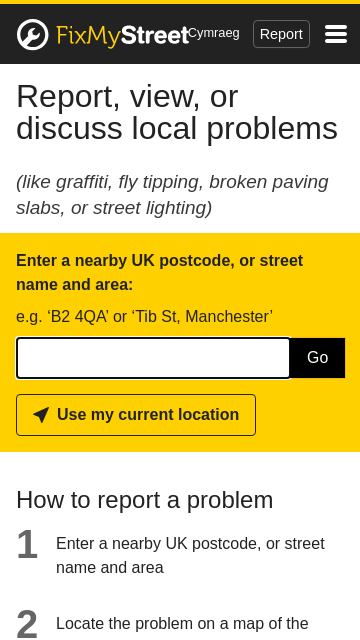 FixMyStreet
Cymraeg
Report
Report, view, or
discuss local problems
(like graffiti, fly tipping, broken paving
slabs, or street lighting)
Enter a nearby UK postcode, or street
name and area:
e.g. ‘B2 4QA’ or ‘Tib St, Manchester’
Go
Use my current location
How to report a problem
1 Enter a nearby UK postcode, or street
name and area
2 Locate the problem on a map of the